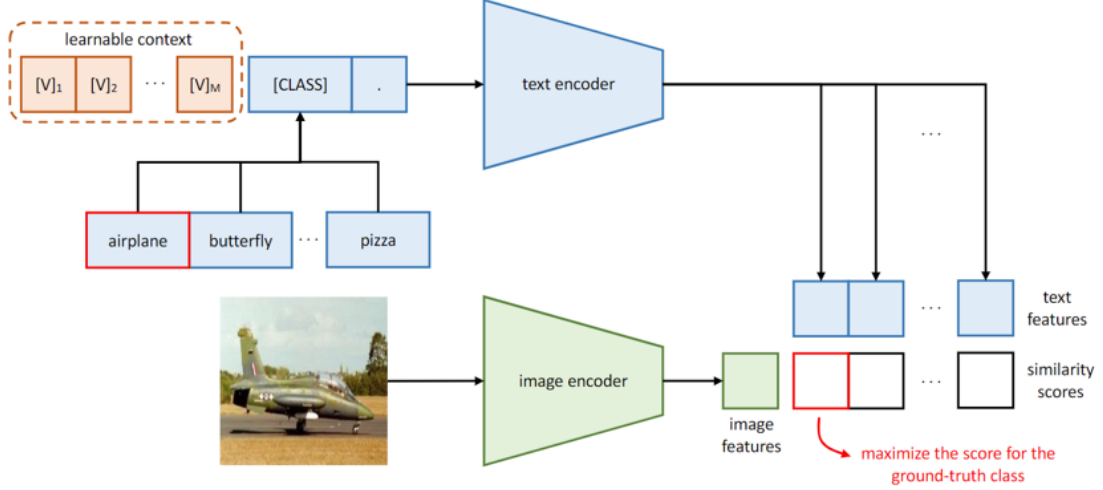 learnable context
[V]₁ [V]₂ ... [V]M [CLASS] .
text encoder
...
airplane butterfly ... pizza
... text
features
image encoder
... similarity
scores
image
features
maximize the score for the
ground-truth class